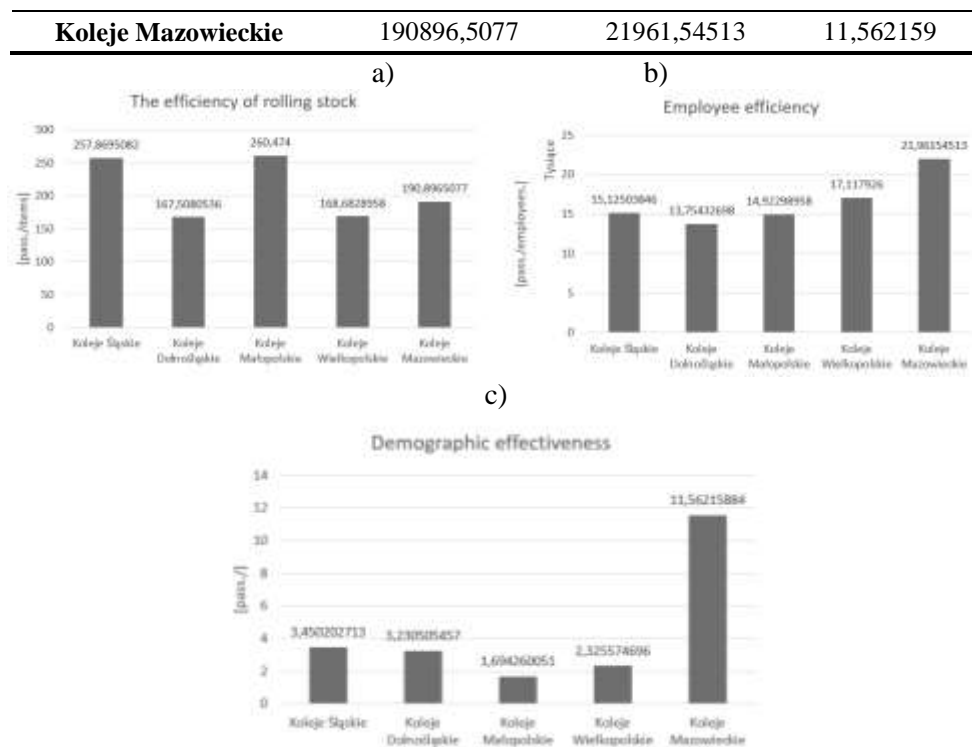 Koleje Mazowieckie 190896,5077 21961,54513 11,562159
a) b)
The efficiency of rolling stock
[pass./items]
300
250
200
150
100
50
0
257,8695082
167,5080536
260,474
168,6828958
190,8965077
Koleje Śląskie
Koleje Dolnośląskie
Koleje Małopolskie
Koleje Wielkopolskie
Koleje Mazowieckie
Employee efficiency
Tysiące
[pass./employees.]
25
20
15
10
5
0
15,12503846
13,75432698
14,92298958
17,117926
21,96154513
Koleje Śląskie
Koleje Dolnośląskie
Koleje Małopolskie
Koleje Wielkopolskie
Koleje Mazowieckie
c)
Demographic effectiveness
[pass./]
14
12
10
8
6
4
2
0
3,450202713
3,230505457
1,694260051
2,325574696
11,56215884
Koleje Śląskie
Koleje Dolnośląskie
Koleje Małopolskie
Koleje Wielkopolskie
Koleje Mazowieckie